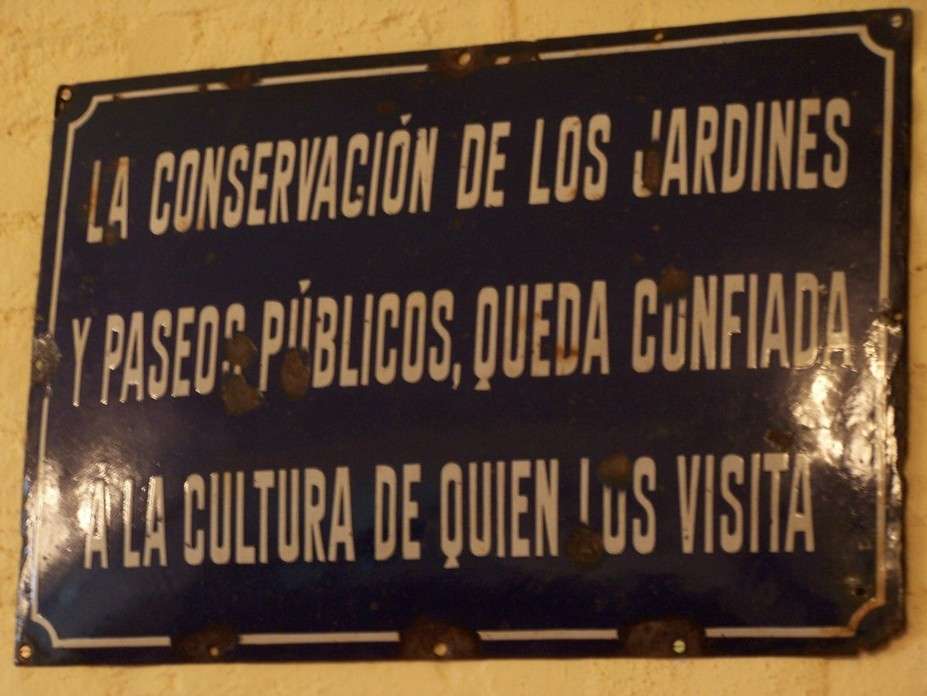 LA CONSERVACIÓN DE LOS JARDINES
Y PASEOS PÚBLICOS, QUEDA CONFIADA
A LA CULTURA DE QUIEN LOS VISITA